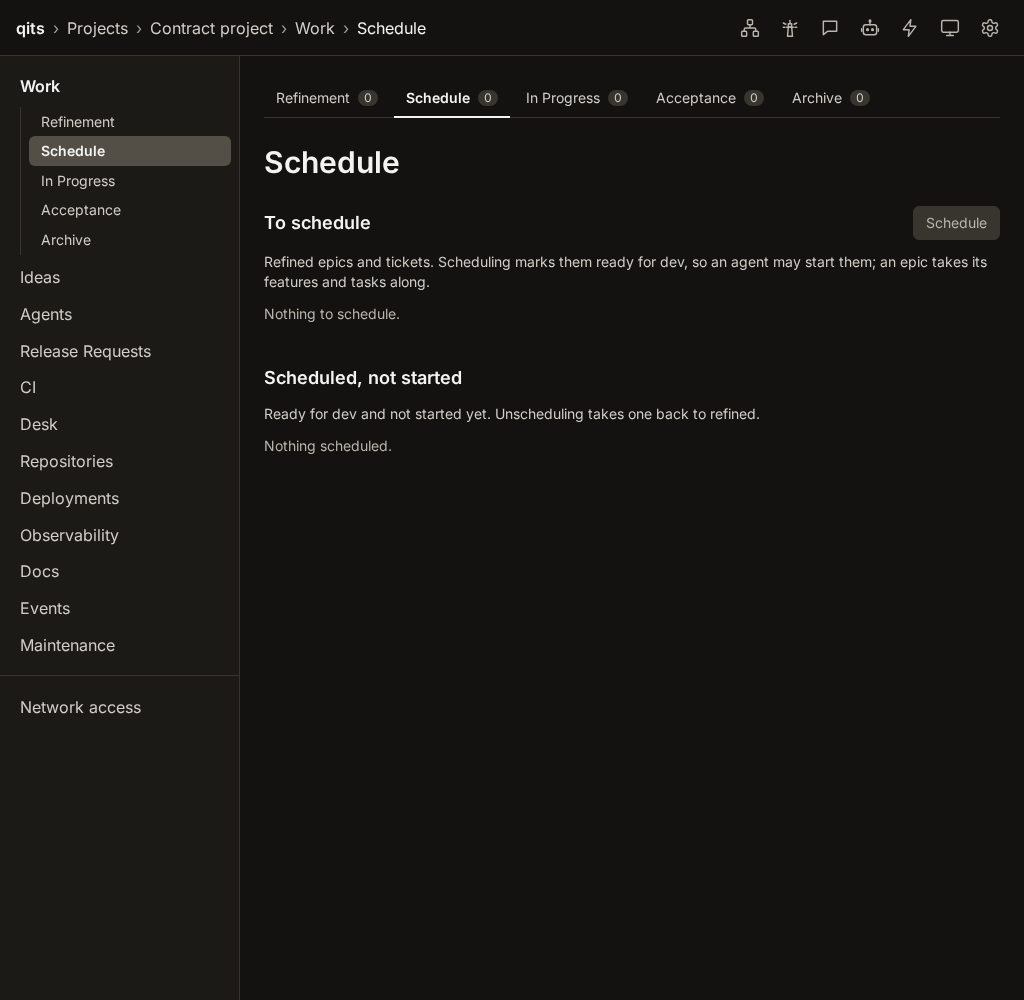 qits › Projects › Contract project › Work › Schedule
Work
Refinement
Schedule
In Progress
Acceptance
Archive
Ideas
Agents
Release Requests
CI
Desk
Repositories
Deployments
Observability
Docs
Events
Maintenance
Network access
Refinement 0 Schedule 0 In Progress 0 Acceptance 0 Archive 0
Schedule
To schedule Schedule
Refined epics and tickets. Scheduling marks them ready for dev, so an agent may start them; an epic takes its
features and tasks along.
Nothing to schedule.
Scheduled, not started
Ready for dev and not started yet. Unscheduling takes one back to refined.
Nothing scheduled.